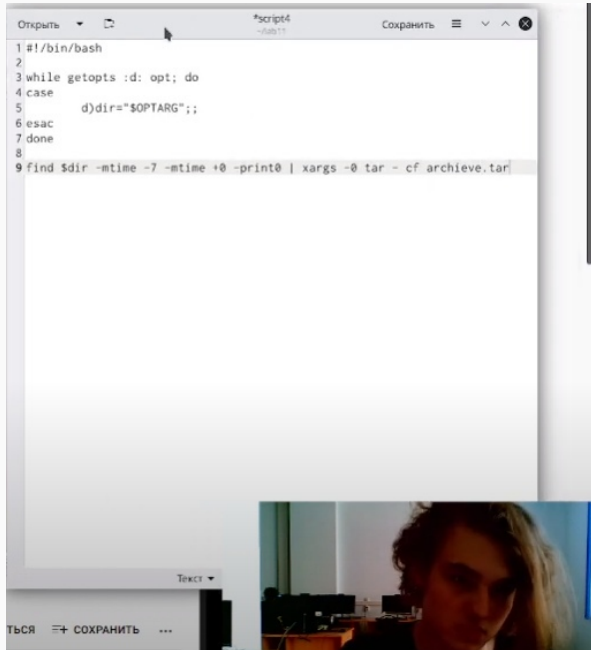 Открыть
*script4
~/lab11
Сохранить
1 #!/bin/bash
2
3 while getopts :d: opt; do
4 case
5 d)dir="$OPTARG";;
6 esac
7 done
8
9 find $dir -mtime -7 -mtime +0 -print0 | xargs -0 tar - cf archieve.tar
Текст
ТЬСЯ
СОХРАНИТЬ
...